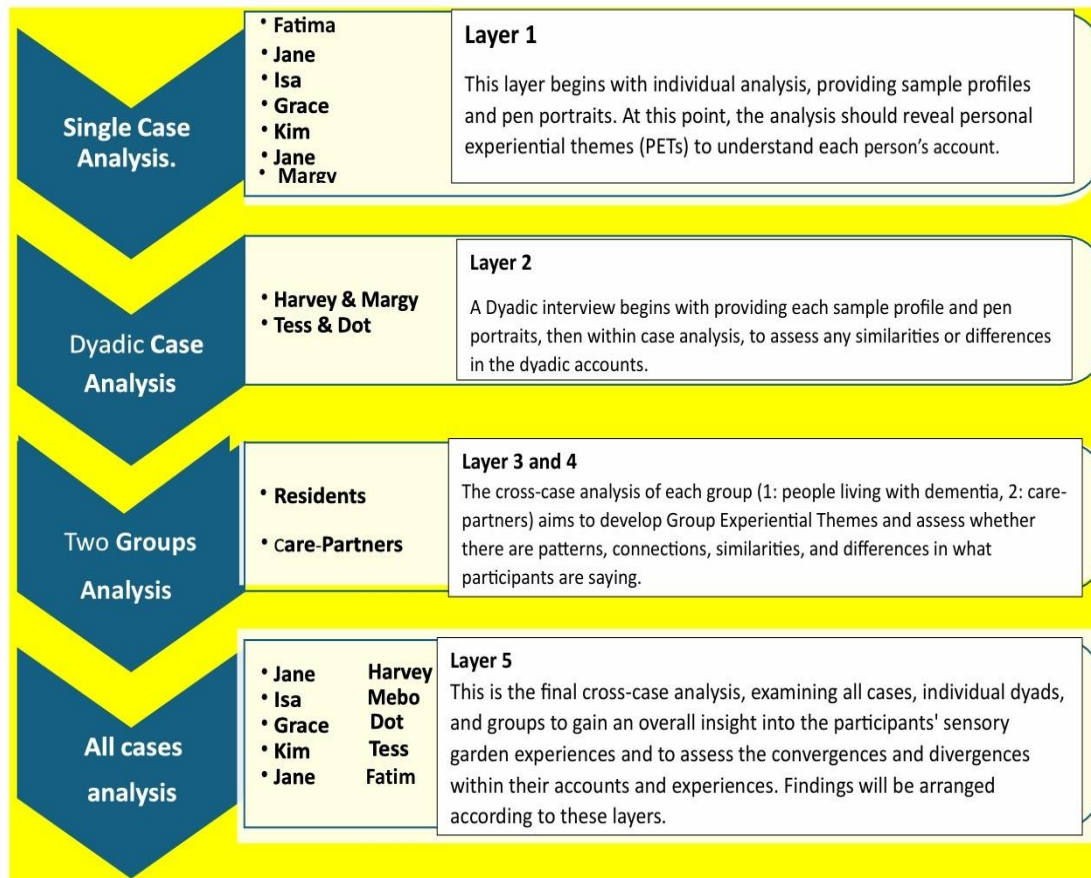 Single Case
Analysis.
• Fatima
• Jane
• Isa
• Grace
• Kim
• Jane
• Margy
Layer 1
This layer begins with individual analysis, providing sample profiles
and pen portraits. At this point, the analysis should reveal personal
experiential themes (PETs) to understand each person's account.
Dyadic Case
Analysis
• Harvey & Margy
• Tess & Dot
Layer 2
A Dyadic interview begins with providing each sample profile and pen
portraits, then within case analysis, to assess any similarities or differences
in the dyadic accounts.
Two Groups
Analysis
• Residents
• Care-Partners
Layer 3 and 4
The cross-case analysis of each group (1: people living with dementia, 2: care-
partners) aims to develop Group Experiential Themes and assess whether
there are patterns, connections, similarities, and differences in what
participants are saying.
All cases
analysis
• Jane
• Isa
• Grace
• Kim
• Jane
Harvey
Mebo
Dot
Tess
Fatim
Layer 5
This is the final cross-case analysis, examining all cases, individual dyads,
and groups to gain an overall insight into the participants' sensory
garden experiences and to assess the convergences and divergences
within their accounts and experiences. Findings will be arranged
according to these layers.